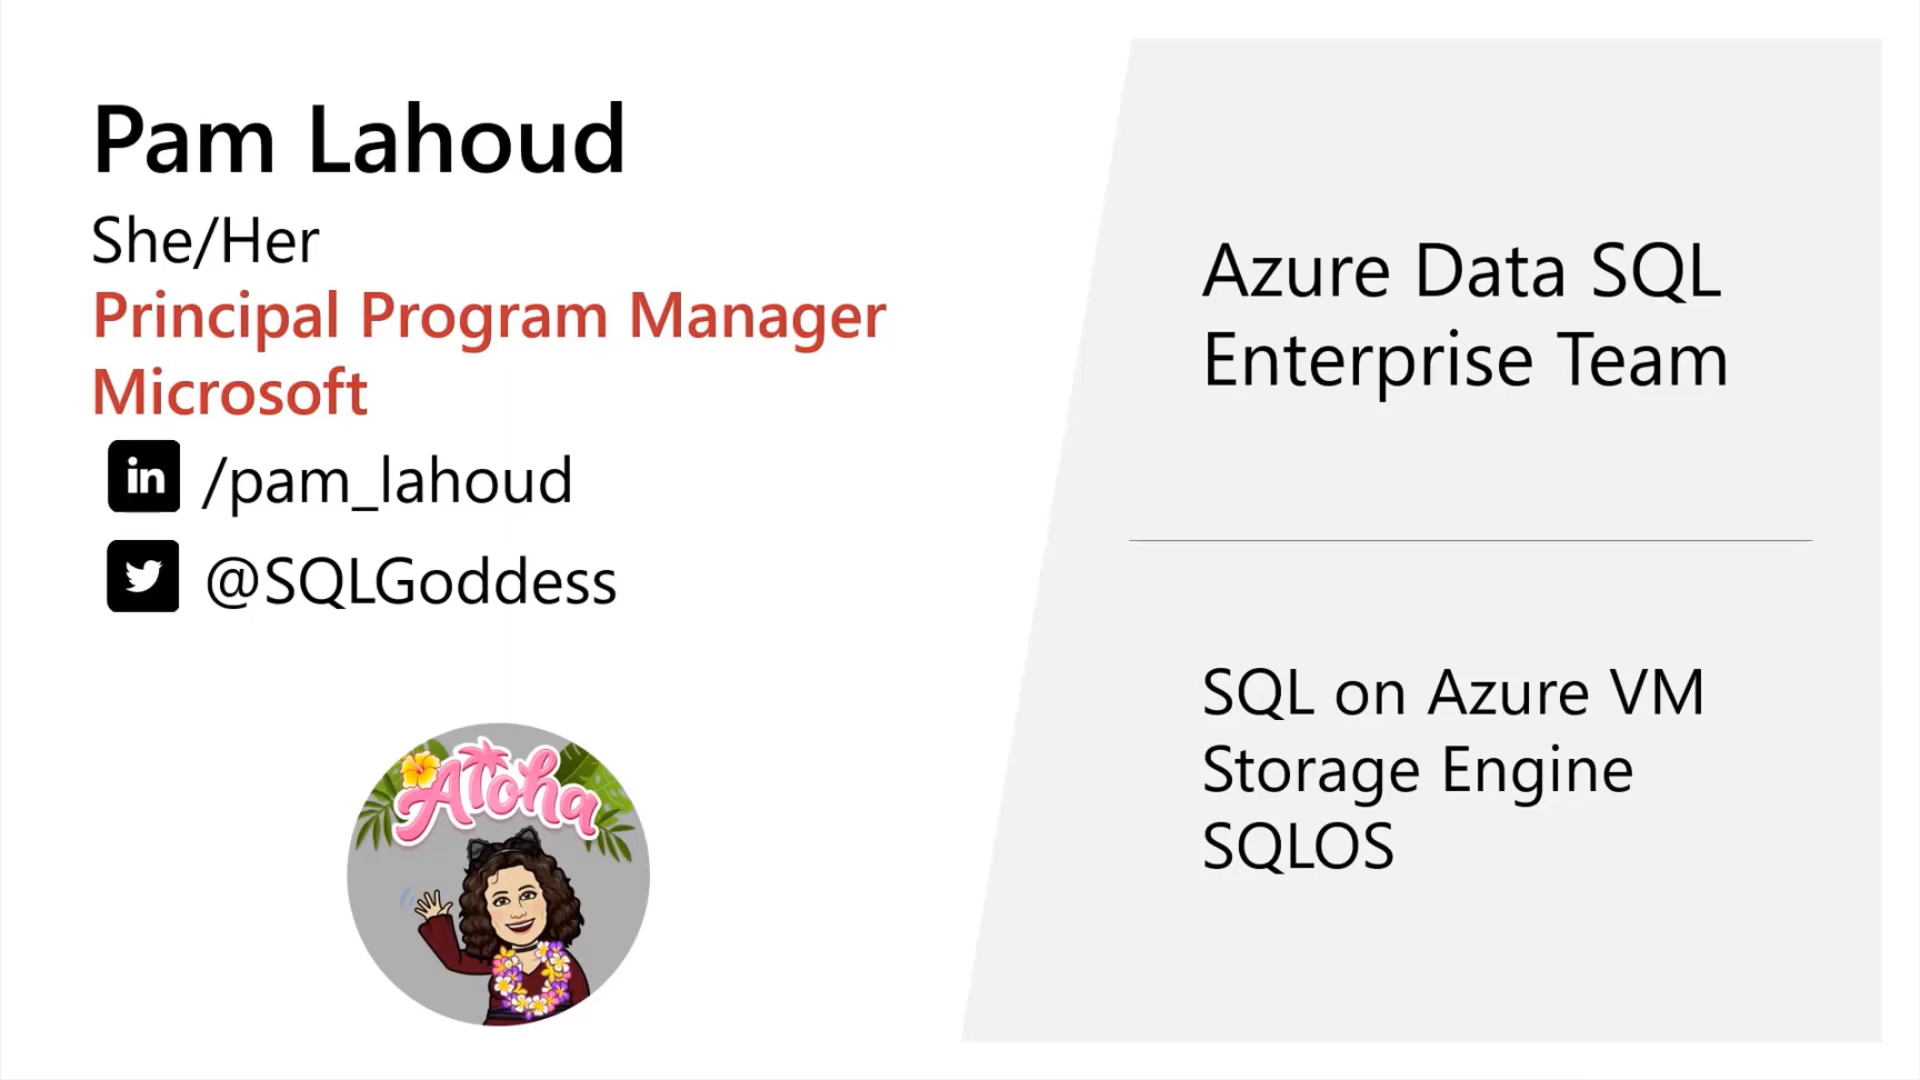 Pam Lahoud
She/Her
Principal Program Manager
Microsoft
in /pam_lahoud
@SQLGoddess
Aloha
Azure Data SQL
Enterprise Team
SQL on Azure VM
Storage Engine
SQLOS